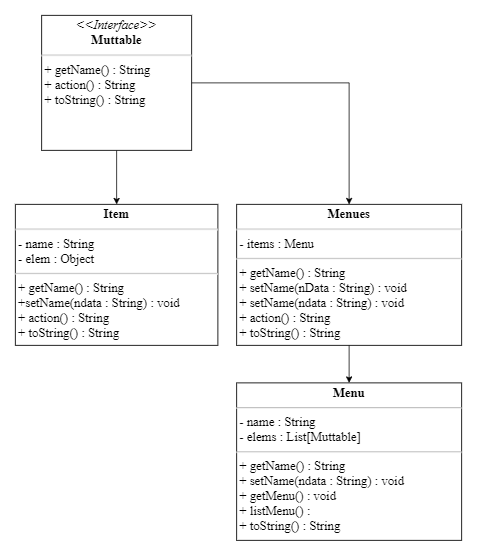 <<Interface>>
Muttable
+ getName() : String
+ action() : String
+ toString() : String
Item
- name : String
- elem : Object
+ getName() : String
+setName(ndata : String) : void
+ action() : String
+ toString() : String
Menues
- items : Menu
+ getName() : String
+ setName(nData : String) : void
+ setName(ndata : String) : void
+ action() : String
+ toString() : String
Menu
- name : String
- elems : List[Muttable]
+ getName() : String
+ setName(ndata : String) : void
+ getMenu() : void
+ listMenu() :
+ toString() : String